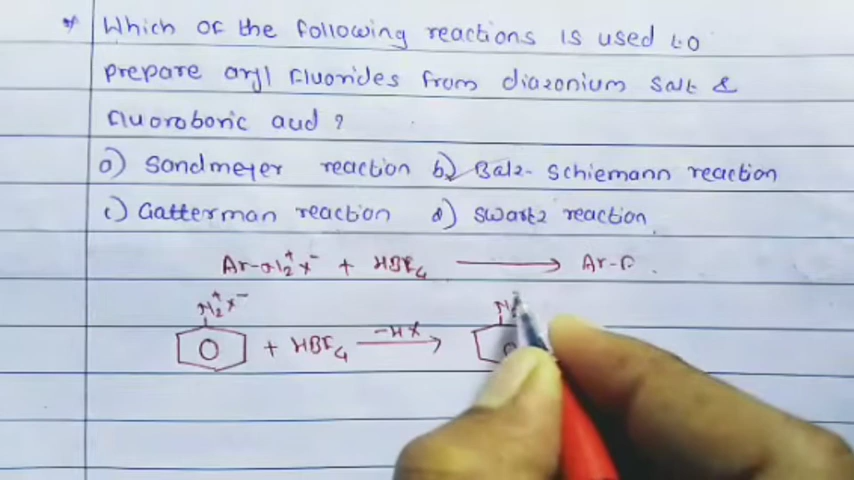 * Which of the following reactions is used to
prepare aryl fluorides from diazonium salt &
fluoroboric acid ?
a) Sandmeyer reaction b) Balz-Schiemann reaction
c) Gatterman reaction d) Swartz reaction
Ar-N₂⁺X⁻ + HBF₄ ⟶ Ar-F.
N₂⁺X⁻
+ HBF₄ -HX ⟶